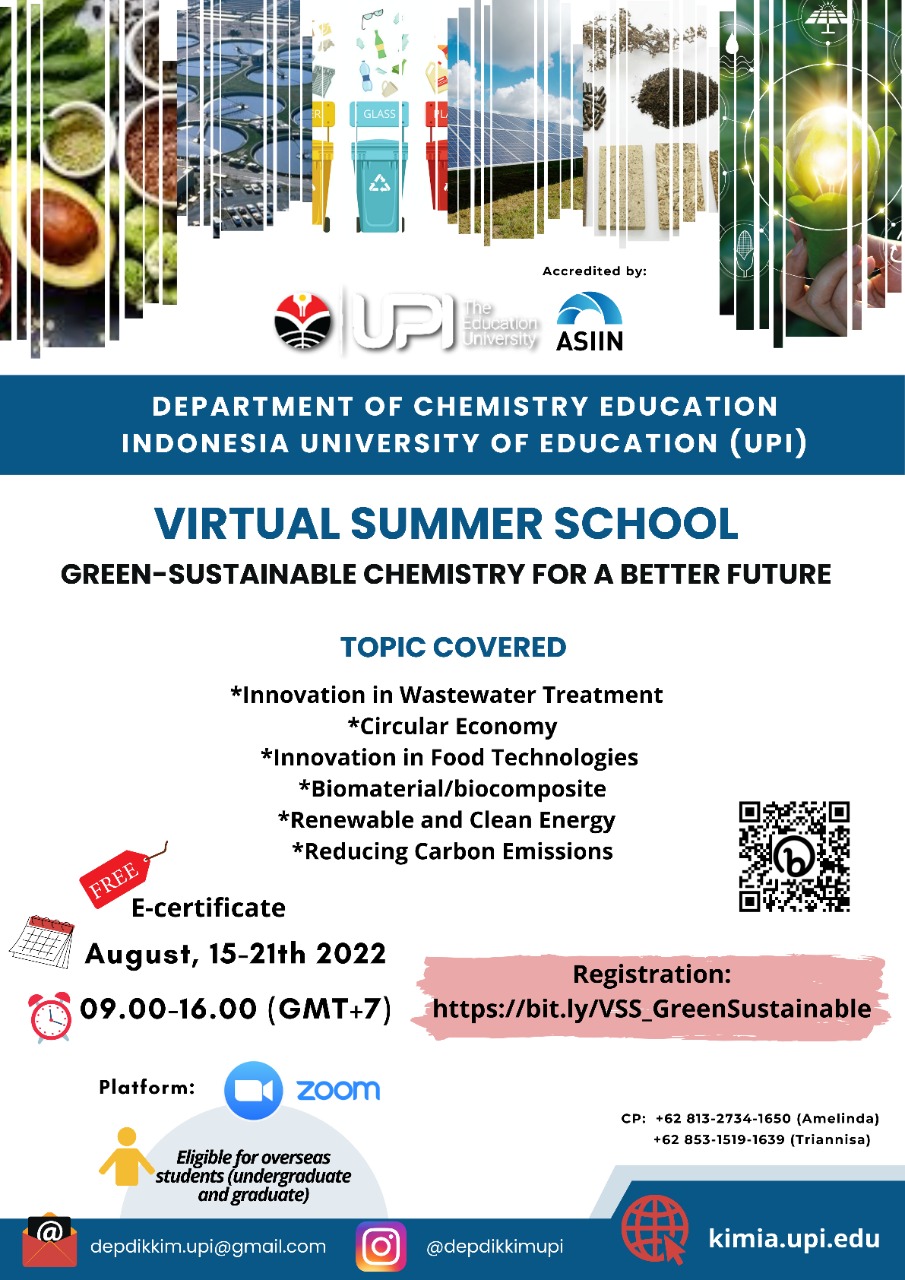 GLASS
Accredited by:
UPI The Education University
ASIIN
DEPARTMENT OF CHEMISTRY EDUCATION
INDONESIA UNIVERSITY OF EDUCATION (UPI)
VIRTUAL SUMMER SCHOOL
GREEN-SUSTAINABLE CHEMISTRY FOR A BETTER FUTURE
TOPIC COVERED
*Innovation in Wastewater Treatment
*Circular Economy
*Innovation in Food Technologies
*Biomaterial/biocomposite
*Renewable and Clean Energy
*Reducing Carbon Emissions
FREE
E-certificate
August, 15-21th 2022
09.00-16.00 (GMT+7)
Registration:
https://bit.ly/VSS_GreenSustainable
Platform:
zoom
CP: +62 813-2734-1650 (Amelinda)
+62 853-1519-1639 (Triannisa)
Eligible for overseas
students (undergraduate
and graduate)
@
depdikkim.upi@gmail.com
@depdikkimupi
kimia.upi.edu